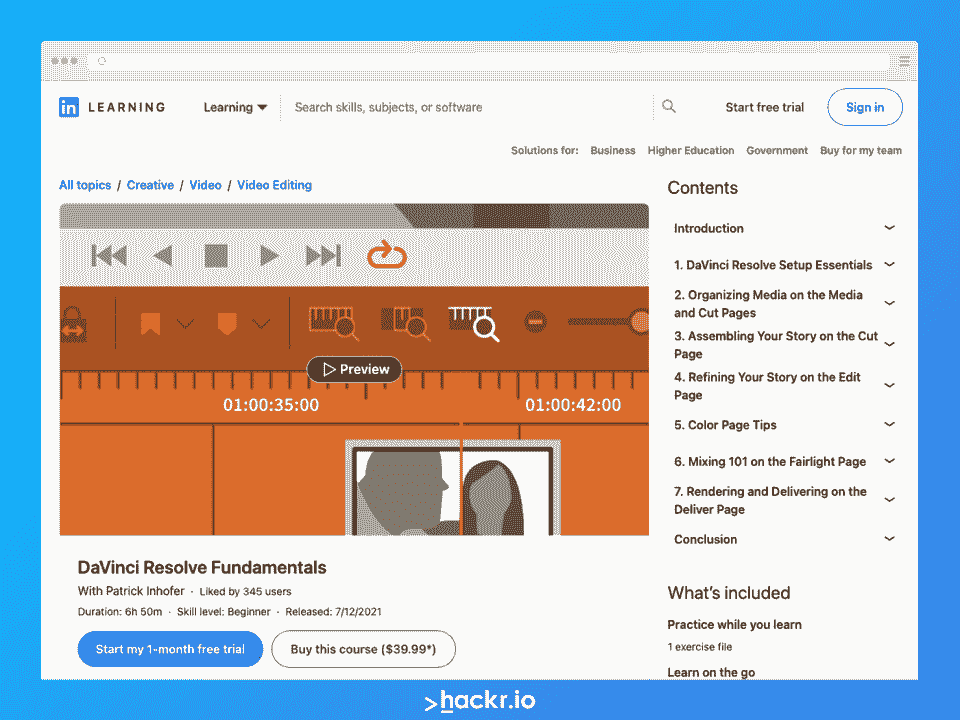 in LEARNING
Learning
Search skills, subjects, or software
Start free trial
Sign in
Solutions for: Business Higher Education Government Buy for my team
All topics / Creative / Video / Video Editing
Preview
01:00:35:00
01:00:42:00
DaVinci Resolve Fundamentals
With Patrick Inhofer · Liked by 345 users
Duration: 6h 50m · Skill level: Beginner · Released: 7/12/2021
Start my 1-month free trial
Buy this course ($39.99*)
Contents
Introduction
1. DaVinci Resolve Setup Essentials
2. Organizing Media on the Media
and Cut Pages
3. Assembling Your Story on the Cut
Page
4. Refining Your Story on the Edit
Page
5. Color Page Tips
6. Mixing 101 on the Fairlight Page
7. Rendering and Delivering on the
Deliver Page
Conclusion
What's included
Practice while you learn
1 exercise file
Learn on the go
>hackr.io